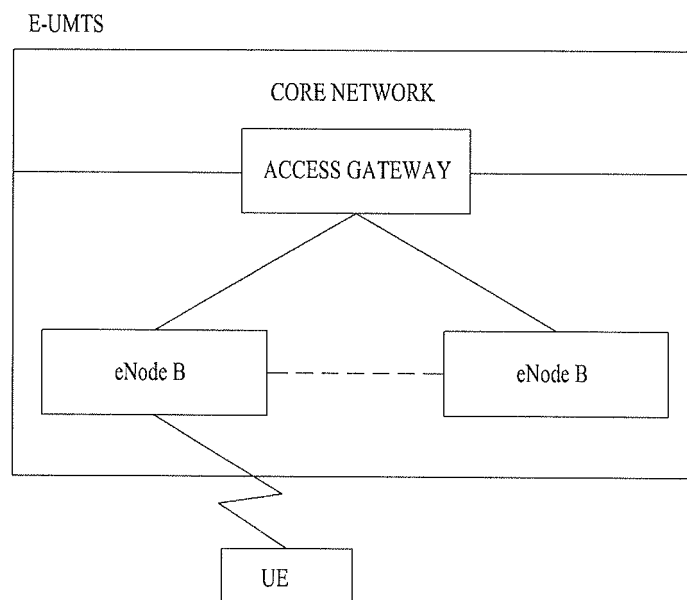 E-UMTS
CORE NETWORK
ACCESS GATEWAY
eNode B
eNode B
UE